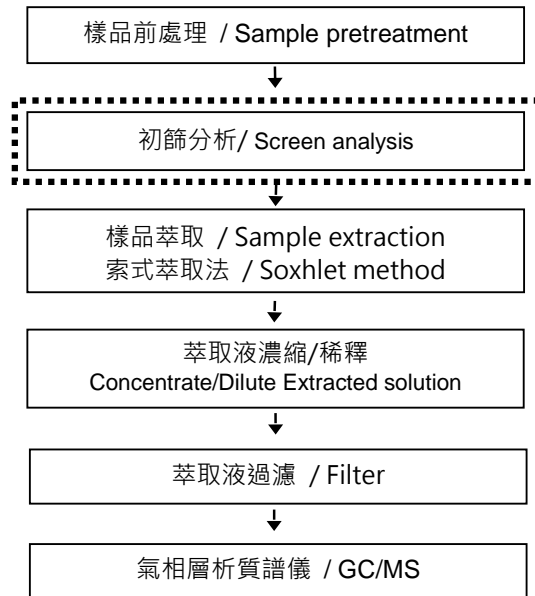 樣品前處理 / Sample pretreatment
初篩分析/ Screen analysis
樣品萃取 / Sample extraction
索式萃取法 / Soxhlet method
萃取液濃縮/稀釋
Concentrate/Dilute Extracted solution
萃取液過濾 / Filter
氣相層析質譜儀 / GC/MS